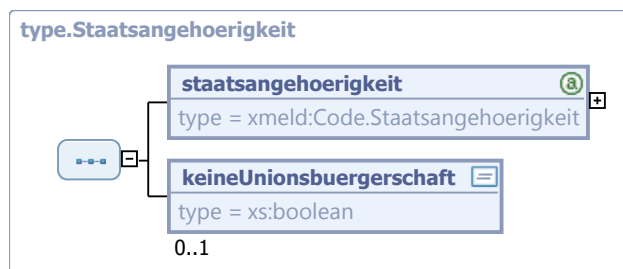 type.Staatsangehoerigkeit
staatsangehoerigkeit
type = xmeld:Code.Staatsangehoerigkeit
keineUnionsbuergerschaft
type = xs:boolean
0..1